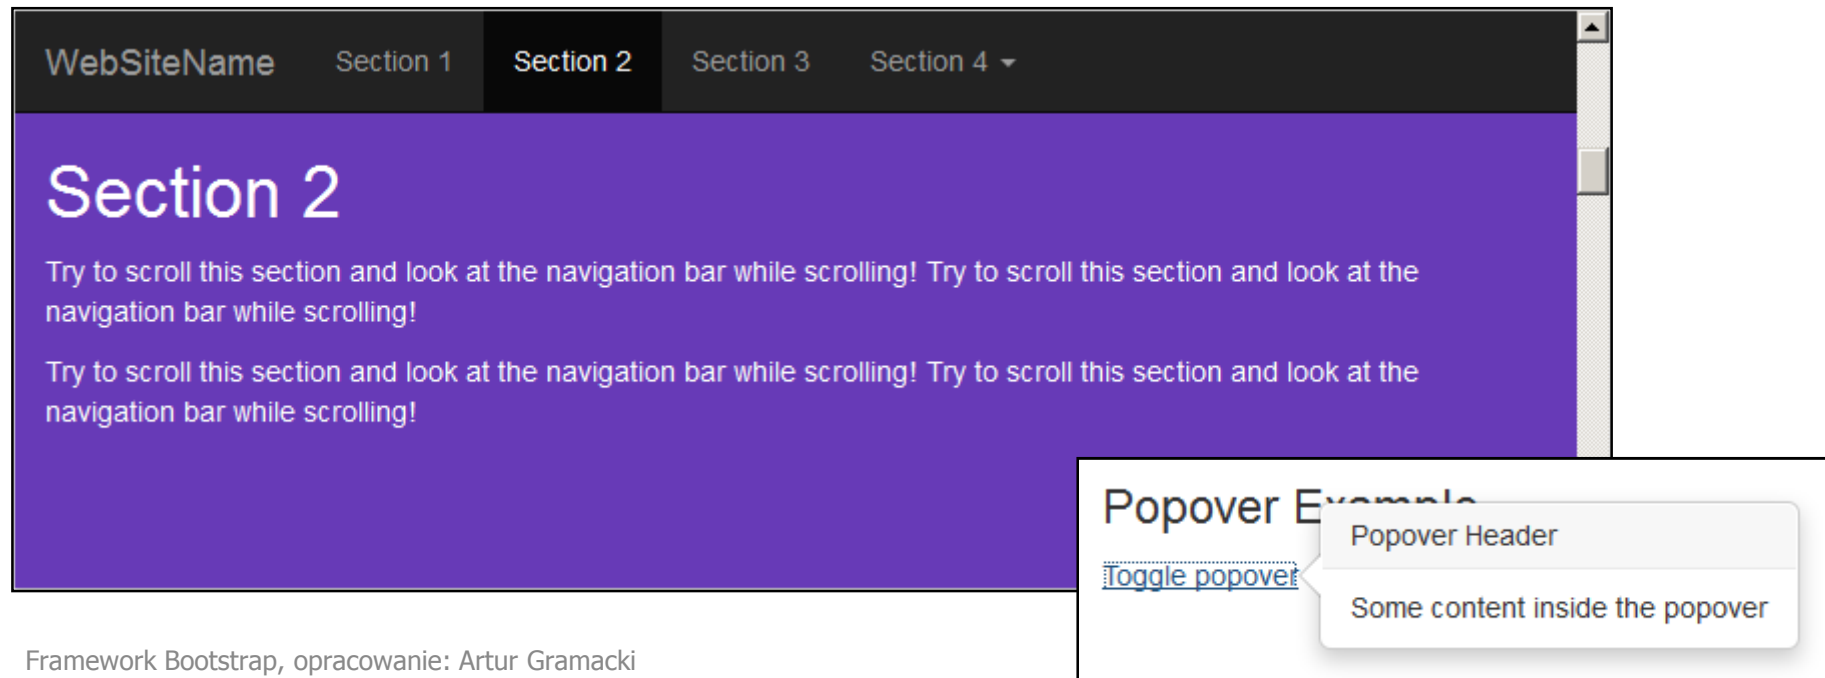 WebSiteName Section 1 Section 2 Section 3 Section 4
Section 2
Try to scroll this section and look at the navigation bar while scrolling! Try to scroll this section and look at the
navigation bar while scrolling!
Try to scroll this section and look at the navigation bar while scrolling! Try to scroll this section and look at the
navigation bar while scrolling!
Popover Example
Popover Header
Toggle popover
Some content inside the popover
Framework Bootstrap, opracowanie: Artur Gramacki